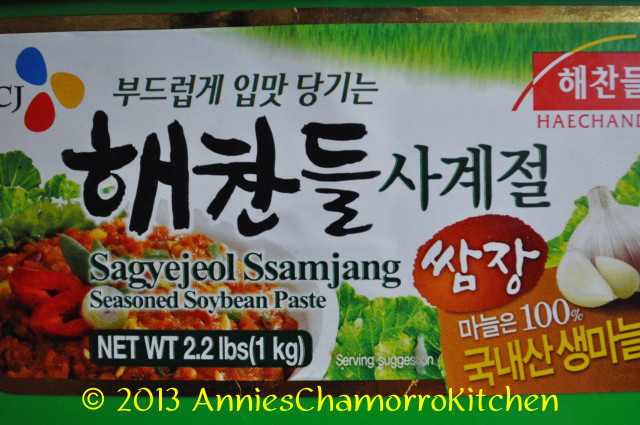 CJ
부드럽게 입맛 당기는
해찬들
HAECHAND
해찬들 사계절
쌈장
Sagyejeol Ssamjang
Seasoned Soybean Paste
NET WT 2.2 lbs(1 kg)
Serving suggestion
마늘은 100%
국내산 생마늘
© 2013 AnniesChamorroKitchen